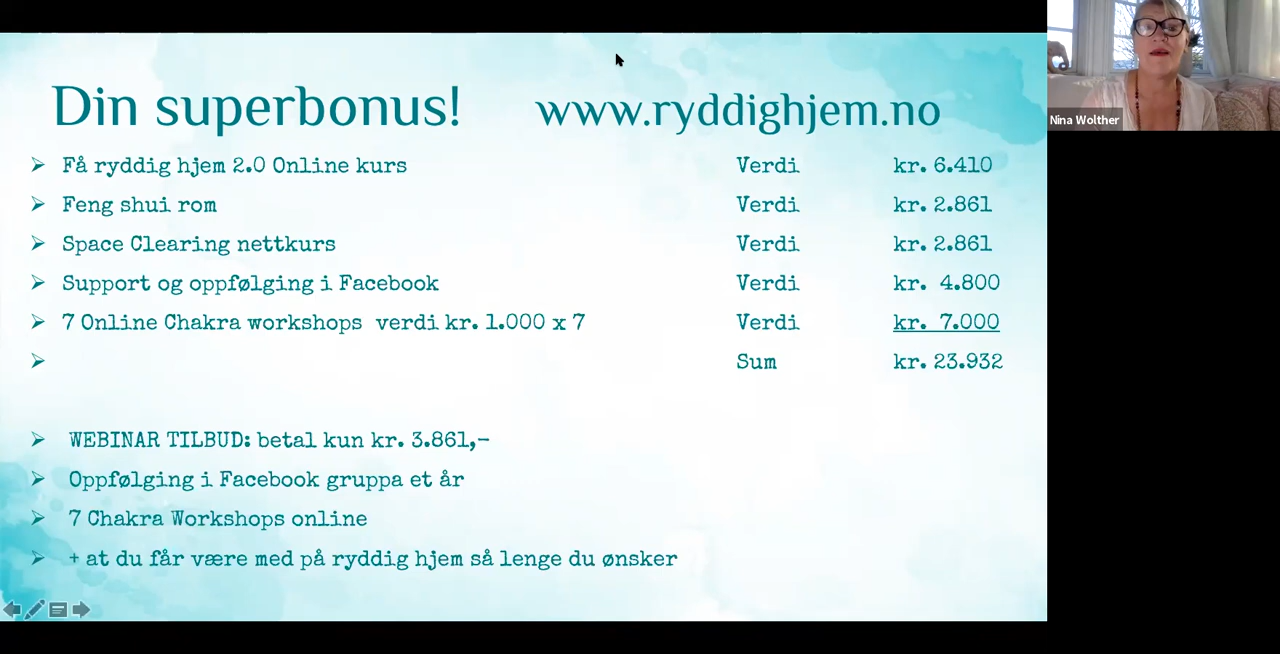 Din superbonus! www.ryddighjem.no
Få ryddig hjem 2.0 Online kurs Verdi kr. 6.410
Feng shui rom Verdi kr. 2.861
Space Clearing nettkurs Verdi kr. 2.861
Support og oppfølging i Facebook Verdi kr. 4.800
7 Online Chakra workshops verdi kr. 1.000 x 7 Verdi kr. 7.000
Sum kr. 23.932
WEBINAR TILBUD: betal kun kr. 3.861,-
Oppfølging i Facebook gruppa et år
7 Chakra Workshops online
+ at du får være med på ryddig hjem så lenge du ønsker
Nina Wolther